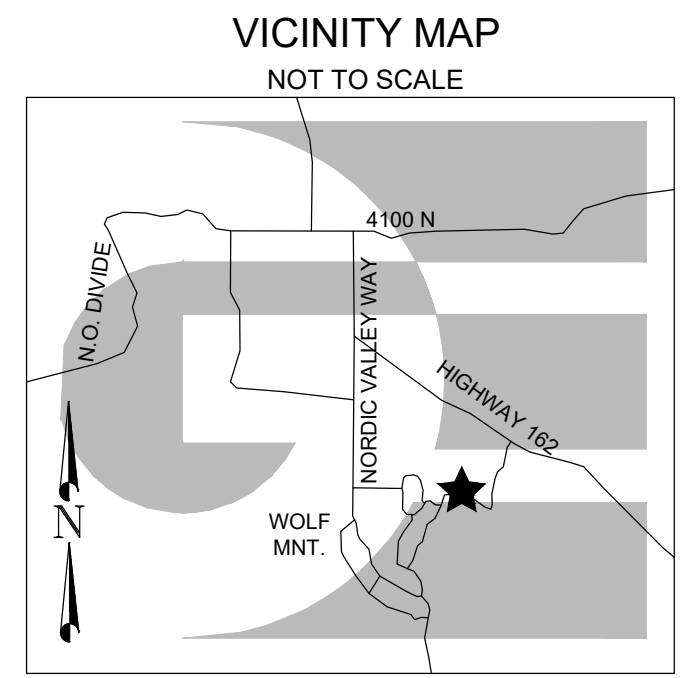 VICINITY MAP
NOT TO SCALE
4100 N
N.O. DIVIDE
NORDIC VALLEY WAY
HIGHWAY 162
WOLF
MNT.
N